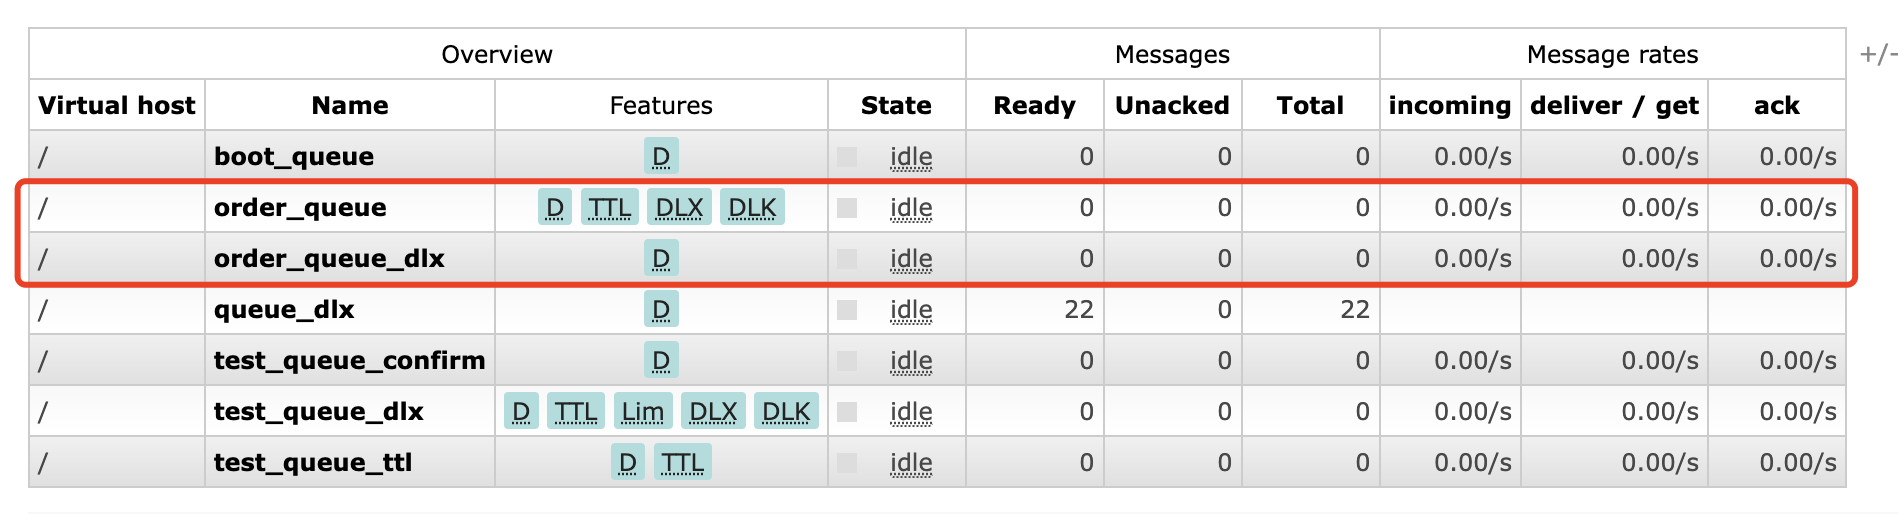 Overview Messages Message rates +/-
Virtual host Name Features State Ready Unacked Total incoming deliver / get ack
/ boot_queue D idle 0 0 0 0.00/s 0.00/s 0.00/s
/ order_queue D TTL DLX DLK idle 0 0 0 0.00/s 0.00/s 0.00/s
/ order_queue_dlx D idle 0 0 0 0.00/s 0.00/s 0.00/s
/ queue_dlx D idle 22 0 22
/ test_queue_confirm D idle 0 0 0 0.00/s 0.00/s 0.00/s
/ test_queue_dlx D TTL Lim DLX DLK idle 0 0 0 0.00/s 0.00/s 0.00/s
/ test_queue_ttl D TTL idle 0 0 0 0.00/s 0.00/s 0.00/s